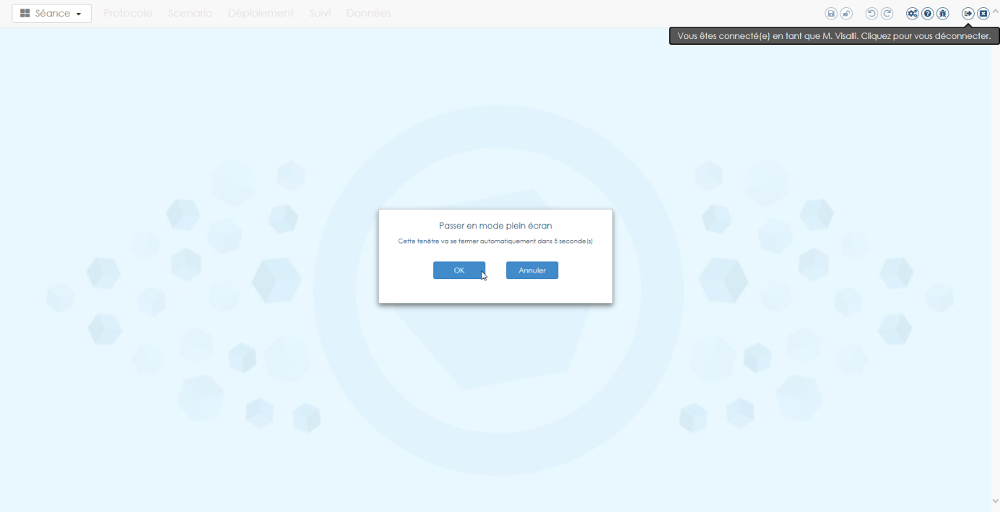 Séance Protocole Scenario Déploiement Suivi Données
Vous êtes connecté(e) en tant que M. Visalli. Cliquez pour vous déconnecter.
Passer en mode plein écran
Cette fenêtre va se fermer automatiquement dans 5 seconde(s)
OK Annuler